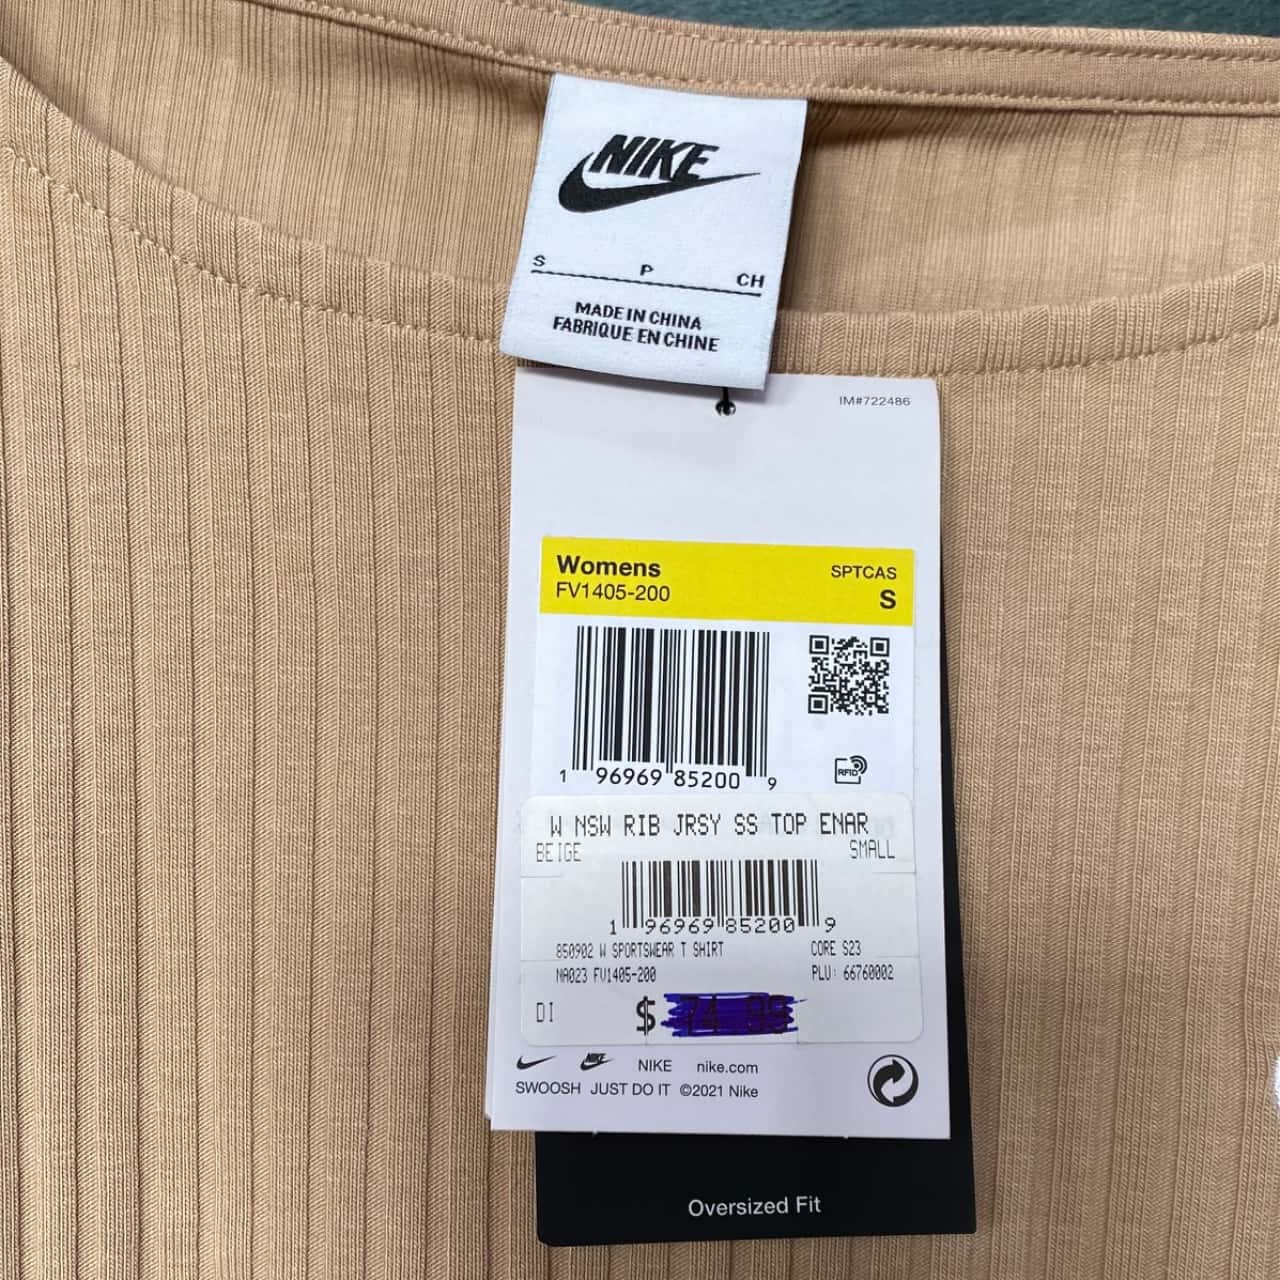 NIKE
S P CH
MADE IN CHINA
FABRIQUE EN CHINE
IM#722486
Womens SPTCAS
FV1405-200 S
1 96969 85200 9
RFID
W NSW RIB JRSY SS TOP ENAR
BEIGE SMALL
1 96969 85200 9
850902 W SPORTSWEAR T SHIRT CORE S23
NA023 FV1405-200 PLU: 66760002
DI $
NIKE NIKE nike.com
SWOOSH JUST DO IT ©2021 Nike
Oversized Fit